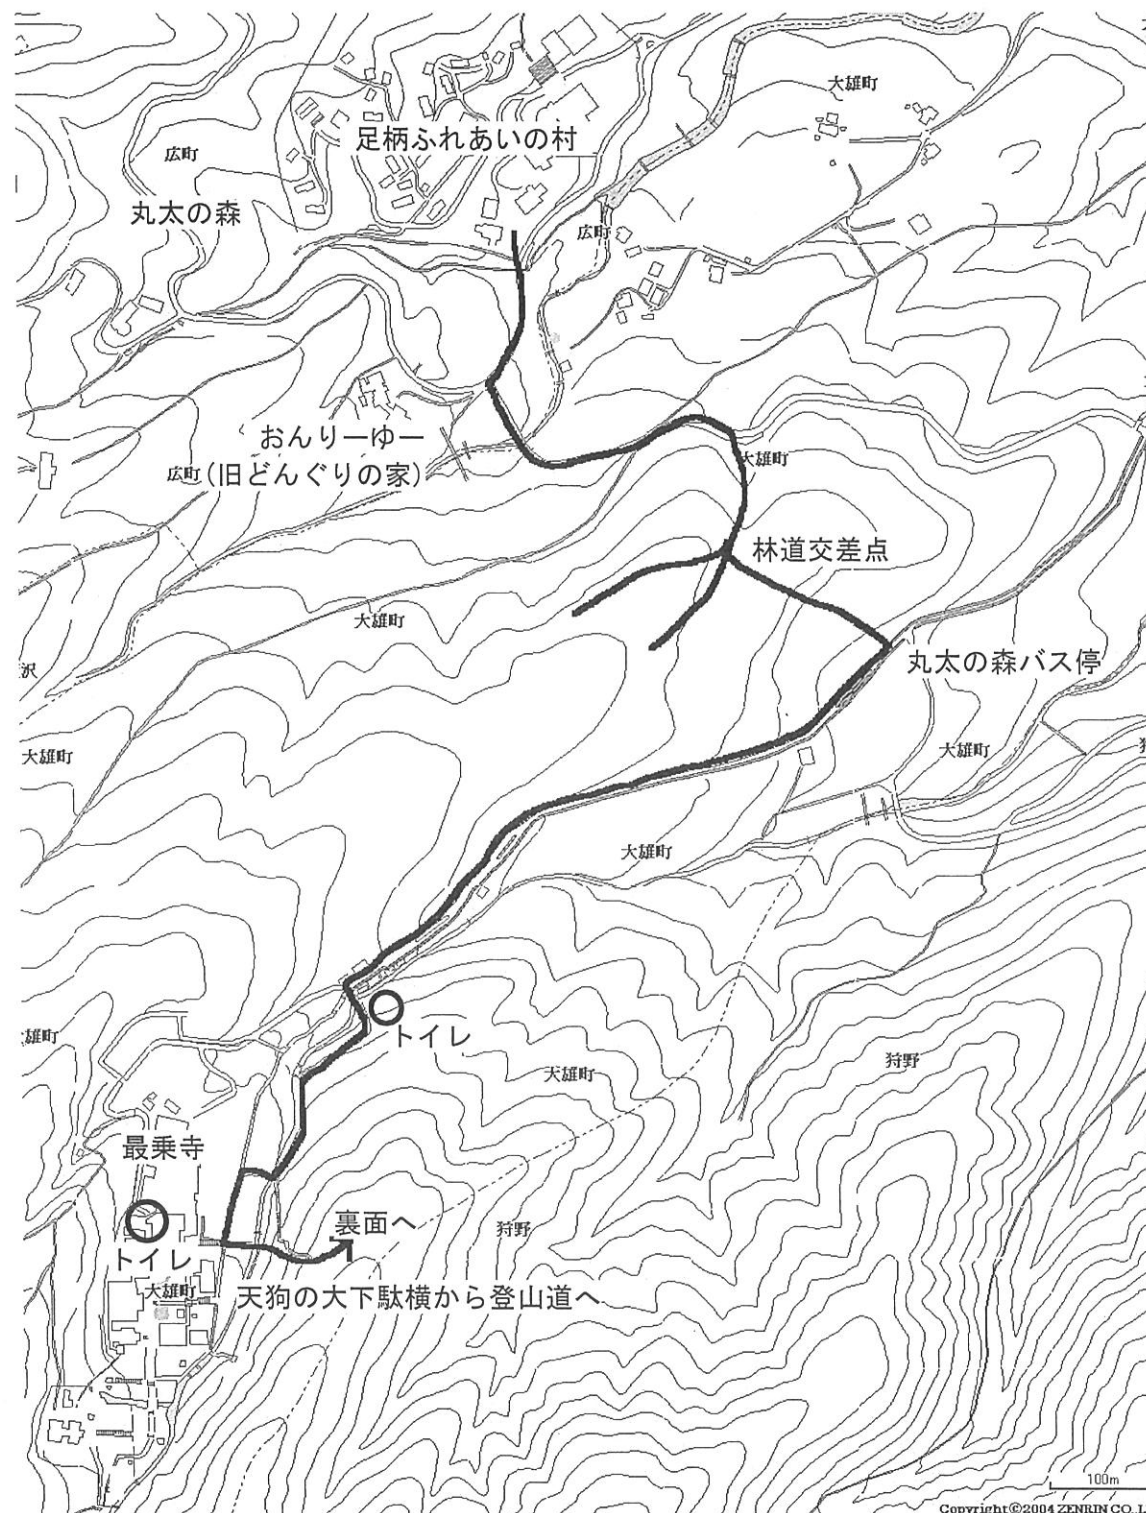 大雄町
足柄ふれあいの村
広町
丸太の森
広町
おんりーゆー
(旧どんぐりの家)
広町
大雄町
林道交差点
大雄町
沢
丸太の森バス停
大雄町
大雄町
大雄町
トイレ
大雄町
狩野
大雄町
最乗寺
裏面へ
狩野
トイレ
大雄町
天狗の大下駄横から登山道へ
100m
Copyright©2004 ZENRIN CO.,L